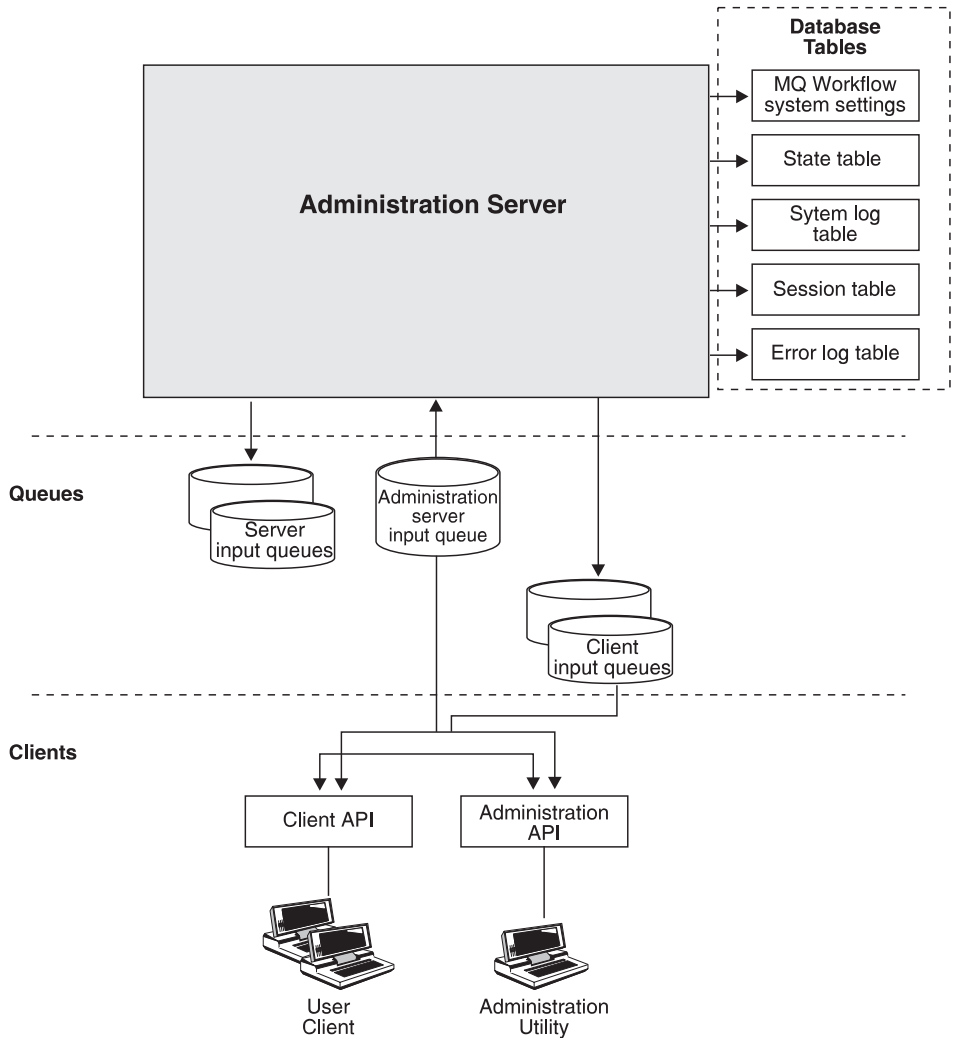 Database
Tables
MQ Workflow
system settings
State table
Sytem log
table
Session table
Error log table
Administration Server
Queues
Server
input queues
Administration
server
input queue
Client
input queues
Clients
Client API
Administration
API
User
Client
Administration
Utility